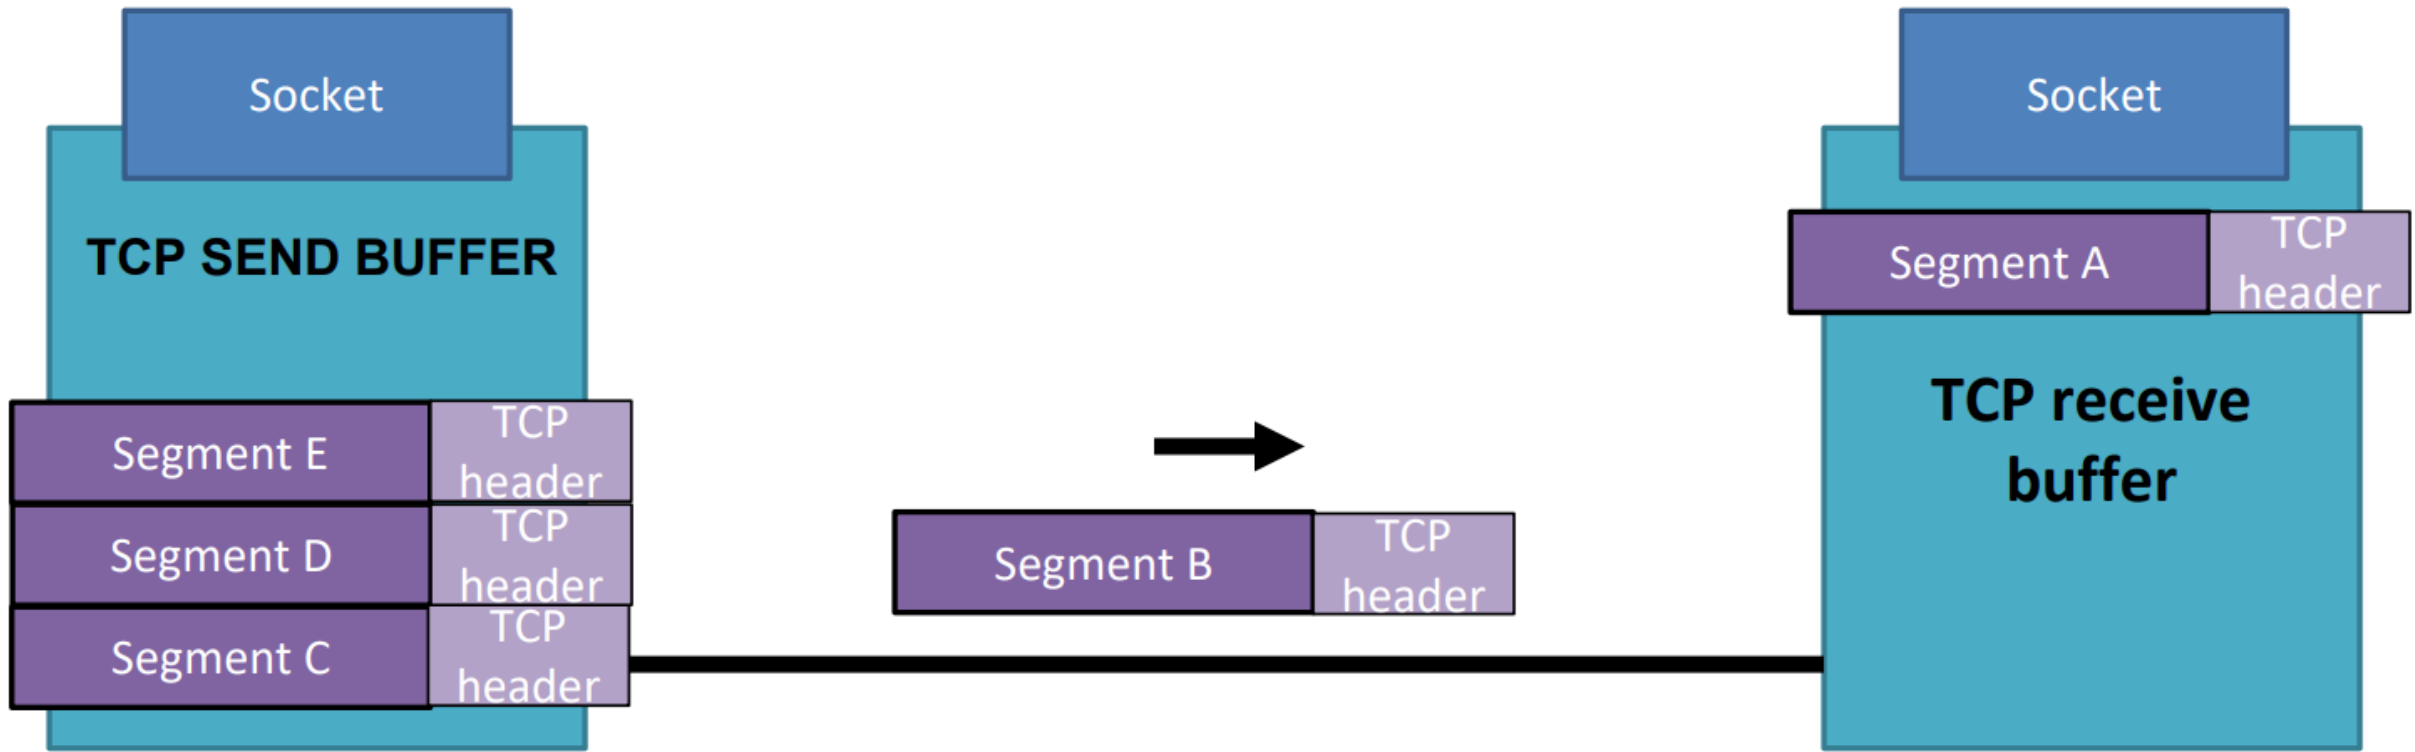 Socket
TCP SEND BUFFER
Segment E
TCP
header
Segment D
TCP
header
Segment C
TCP
header
Segment B
TCP
header
Socket
Segment A
TCP
header
TCP receive
buffer